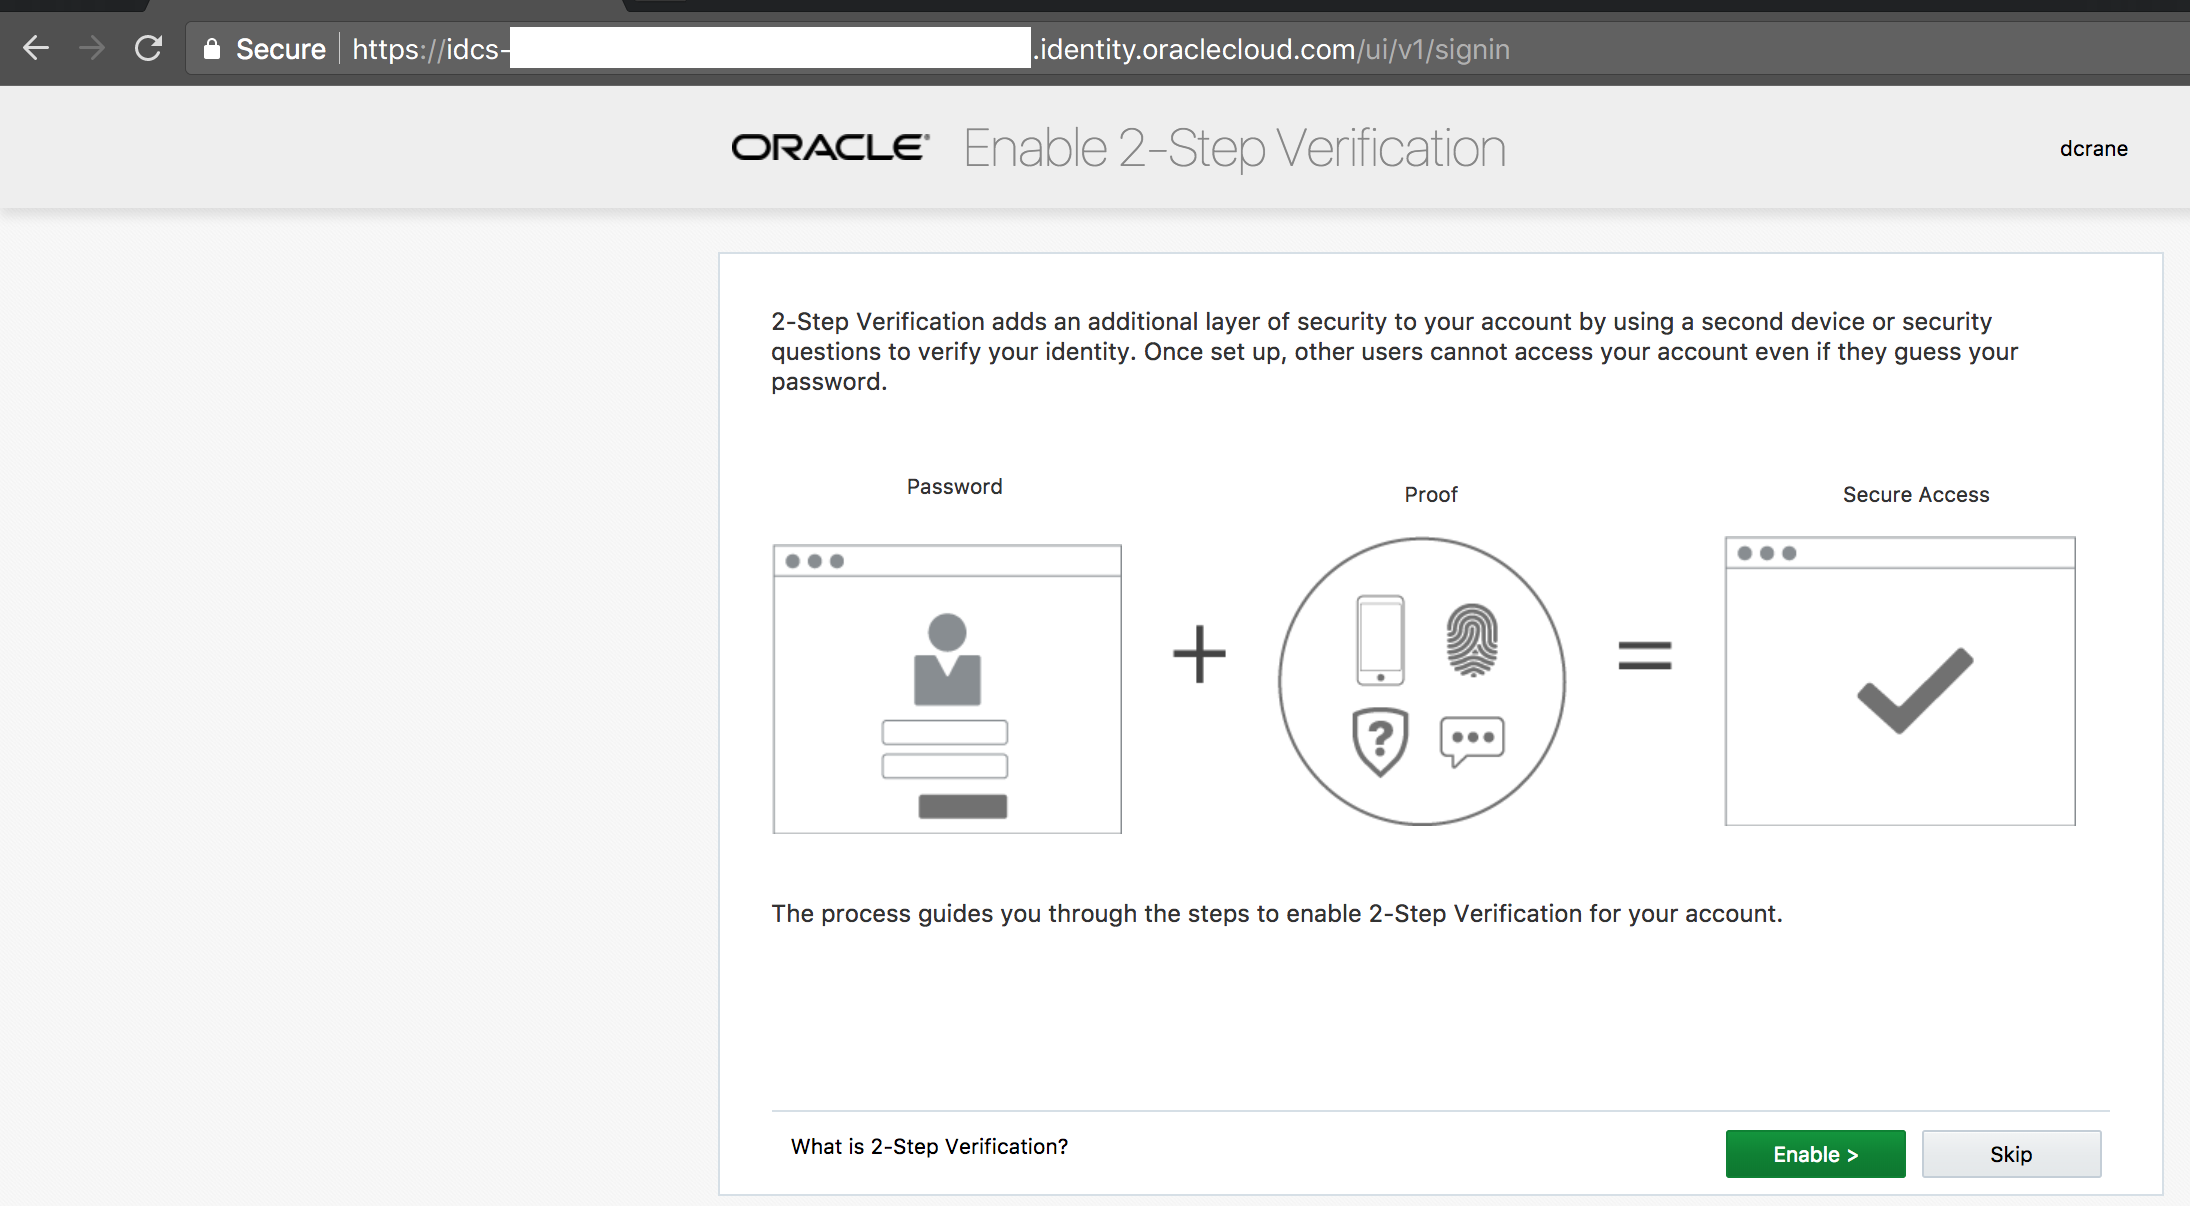 Secure https://idcs- .identity.oraclecloud.com/ui/v1/signin
ORACLE® Enable 2-Step Verification dcrane
2-Step Verification adds an additional layer of security to your account by using a second device or security
questions to verify your identity. Once set up, other users cannot access your account even if they guess your
password.
Password Proof Secure Access
+ =
?
The process guides you through the steps to enable 2-Step Verification for your account.
What is 2-Step Verification? Enable > Skip